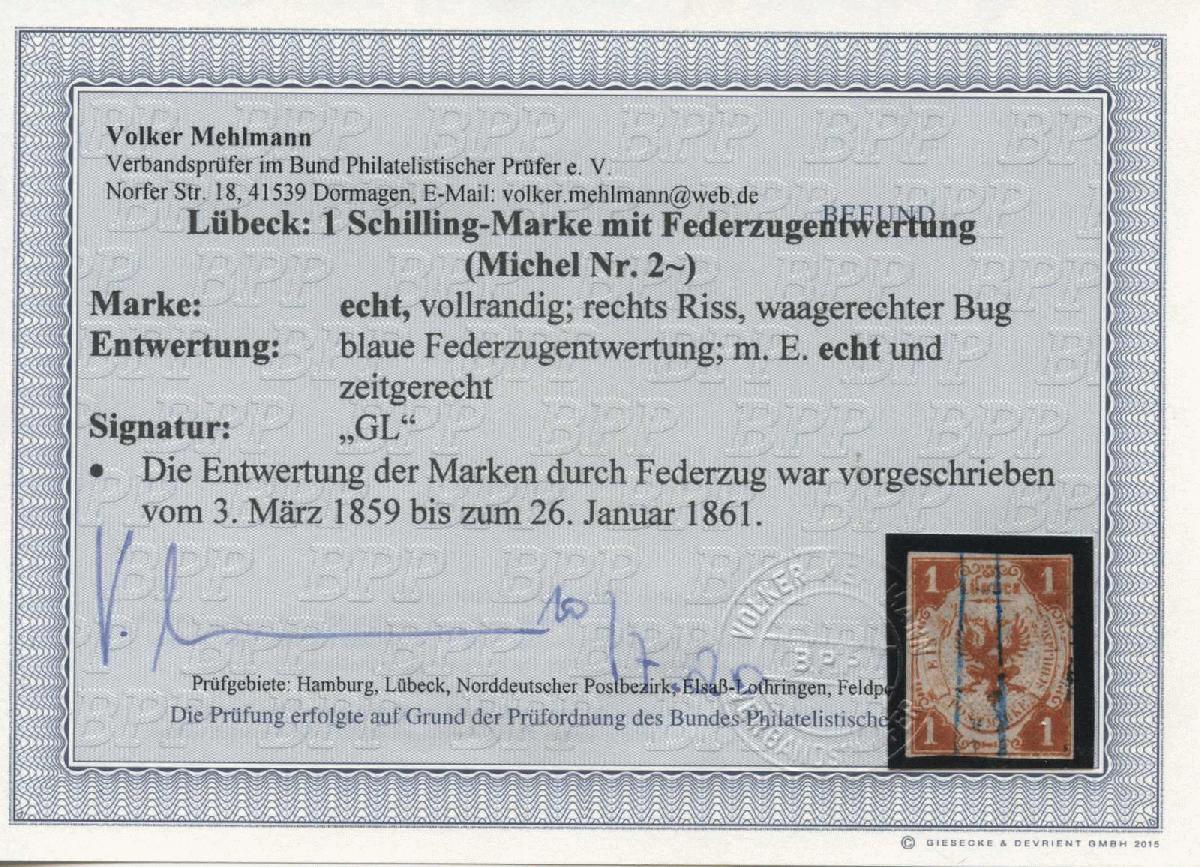 Volker Mehlmann
Verbandsprüfer im Bund Philatelistischer Prüfer e. V.
Norfer Str. 18, 41539 Dormagen, E-Mail: volker.mehlmann@web.de
BEFUND
Lübeck: 1 Schilling-Marke mit Federzugentwertung
(Michel Nr. 2~)
Marke: echt, vollrandig; rechts Riss, waagerechter Bug
Entwertung: blaue Federzugentwertung; m. E. echt und
zeitgerecht
Signatur: „GL“
• Die Entwertung der Marken durch Federzug war vorgeschrieben
vom 3. März 1859 bis zum 26. Januar 1861.
VOLKER
BPP
VERBANDS
1 1
EIN
1 1
Prüfgebiete: Hamburg, Lübeck, Norddeutscher Postbezirk, Elsaß-Lothringen, Feldpo
Die Prüfung erfolgte auf Grund der Prüfordnung des Bundes Philatelistische
© GIESECKE & DEVRIENT GMBH 2015